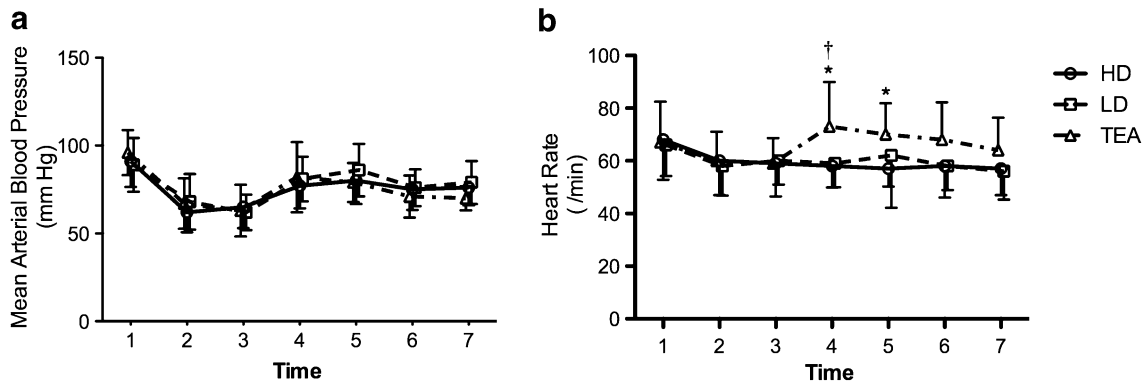 a
Mean Arterial Blood Pressure
(mm Hg)
150
100
50
0
1 2 3 4 5 6 7
Time
b
Heart Rate
( /min)
100
80
60
40
20
0
†
*
*
1 2 3 4 5 6 7
Time
HD
LD
TEA